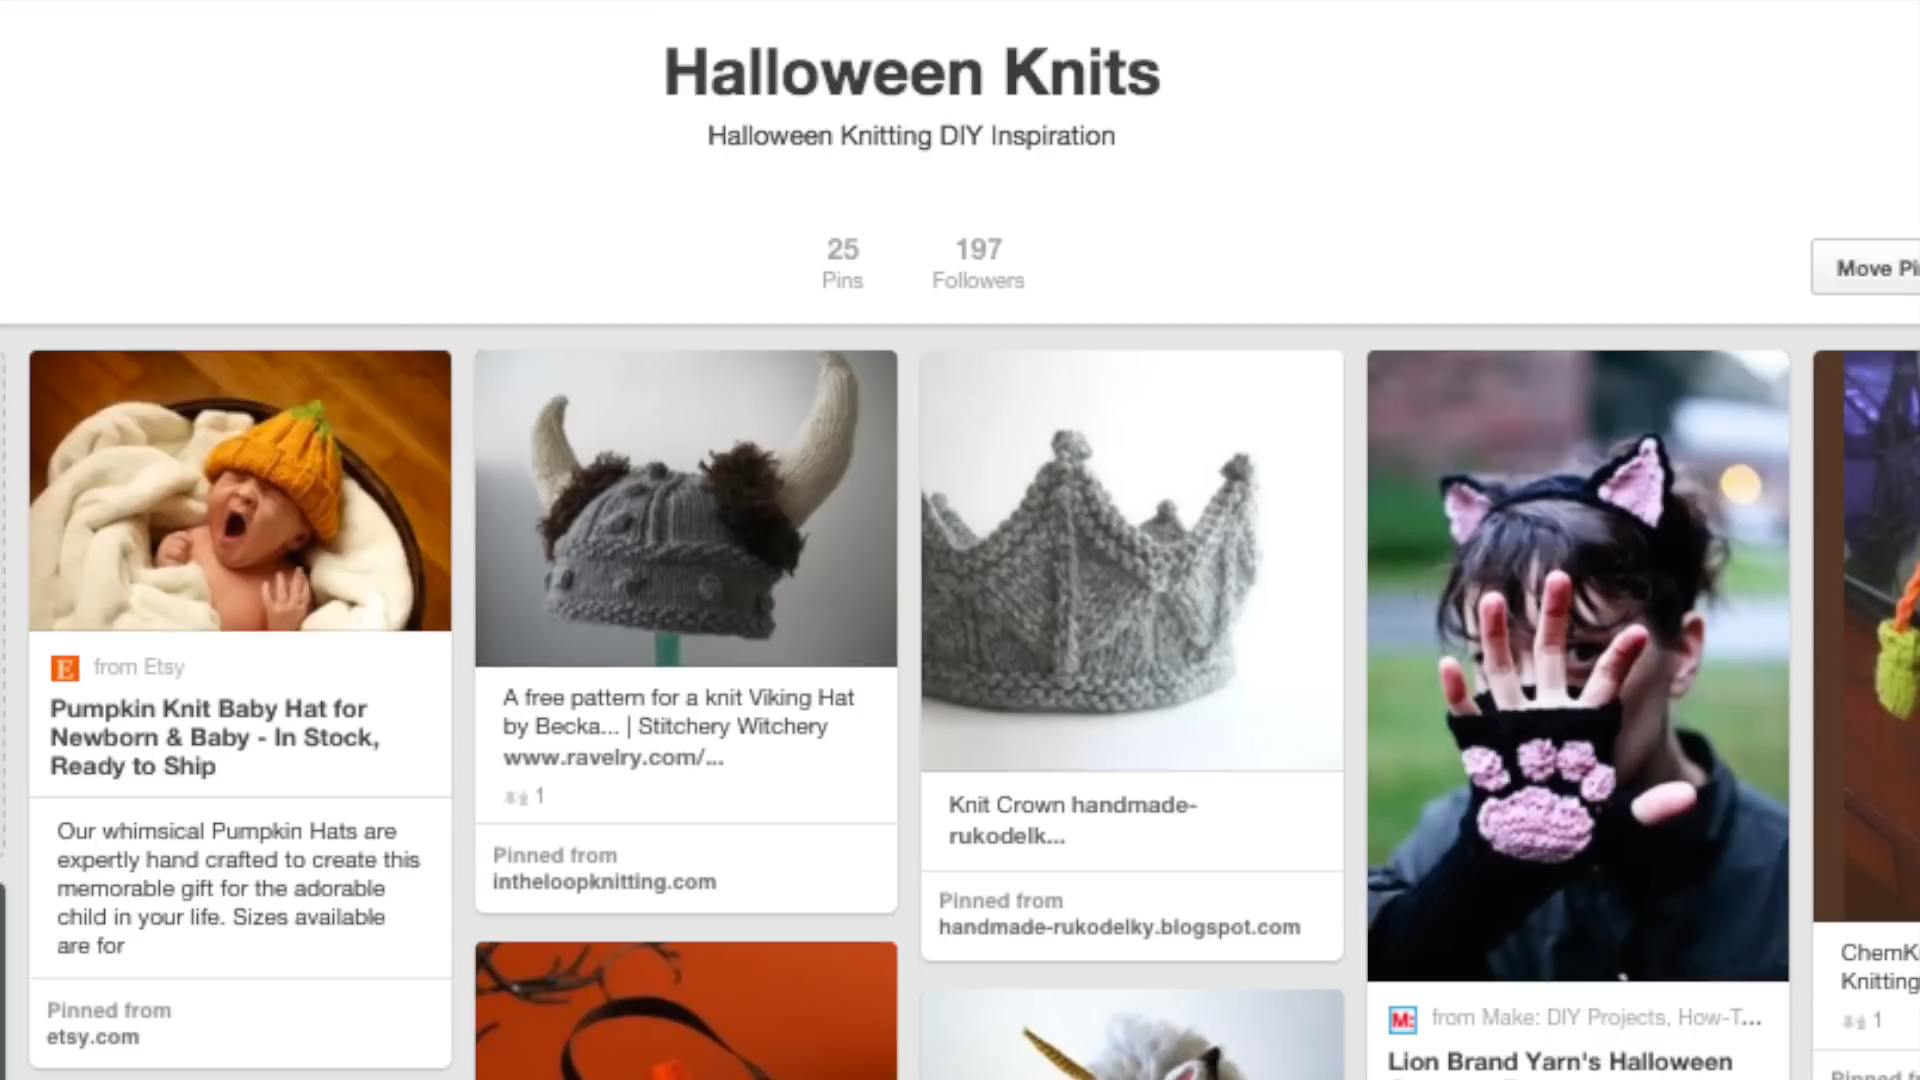 Halloween Knits
Halloween Knitting DIY Inspiration
25
Pins
197
Followers
Move
E from Etsy
Pumpkin Knit Baby Hat for
Newborn & Baby - In Stock,
Ready to Ship
Our whimsical Pumpkin Hats are
expertly hand crafted to create this
memorable gift for the adorable
child in your life. Sizes available
are for
Pinned from
etsy.com
A free pattern for a knit Viking Hat
by Becka... | Stitchery Witchery
www.ravelry.com/...
1
Pinned from
intheloopknitting.com
Knit Crown handmade-
rukodelk...
Pinned from
handmade-rukodelky.blogspot.com
M: from Make: DIY Projects, How-T...
Lion Brand Yarn's Halloween
Knitting
1
Pinned